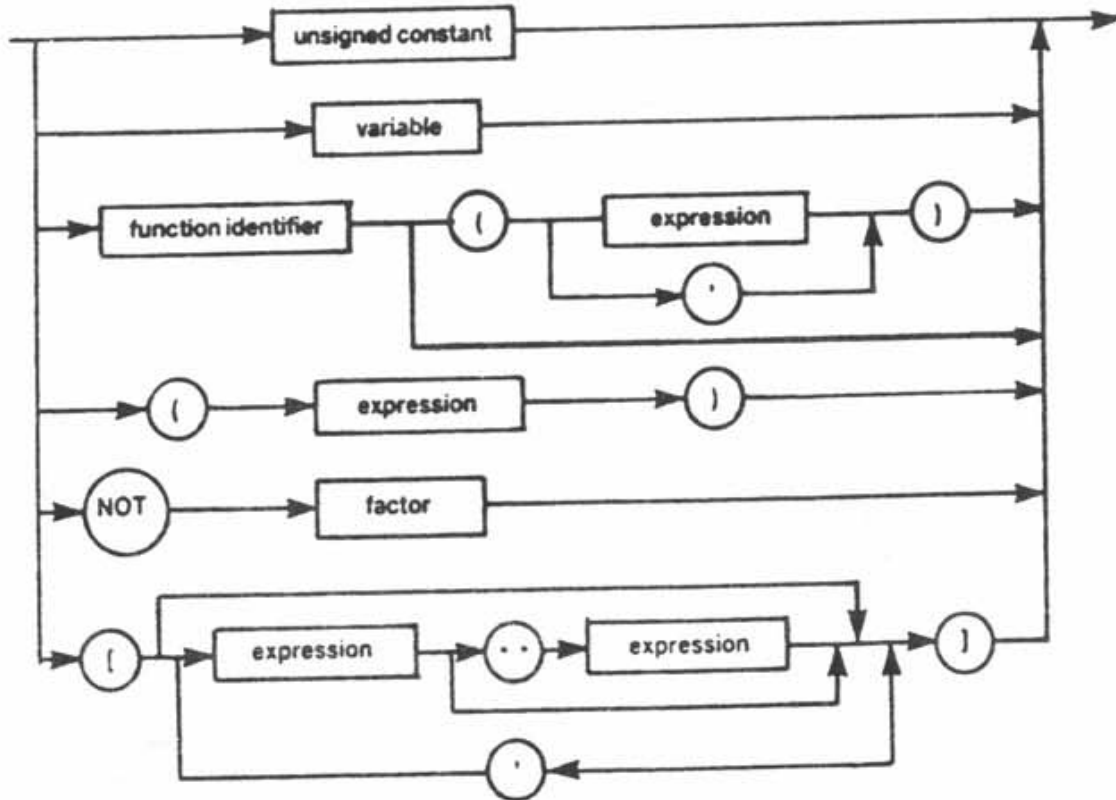 unsigned constant
variable
function identifier ( expression )
,
( expression )
NOT factor
[ expression .. expression ]
,